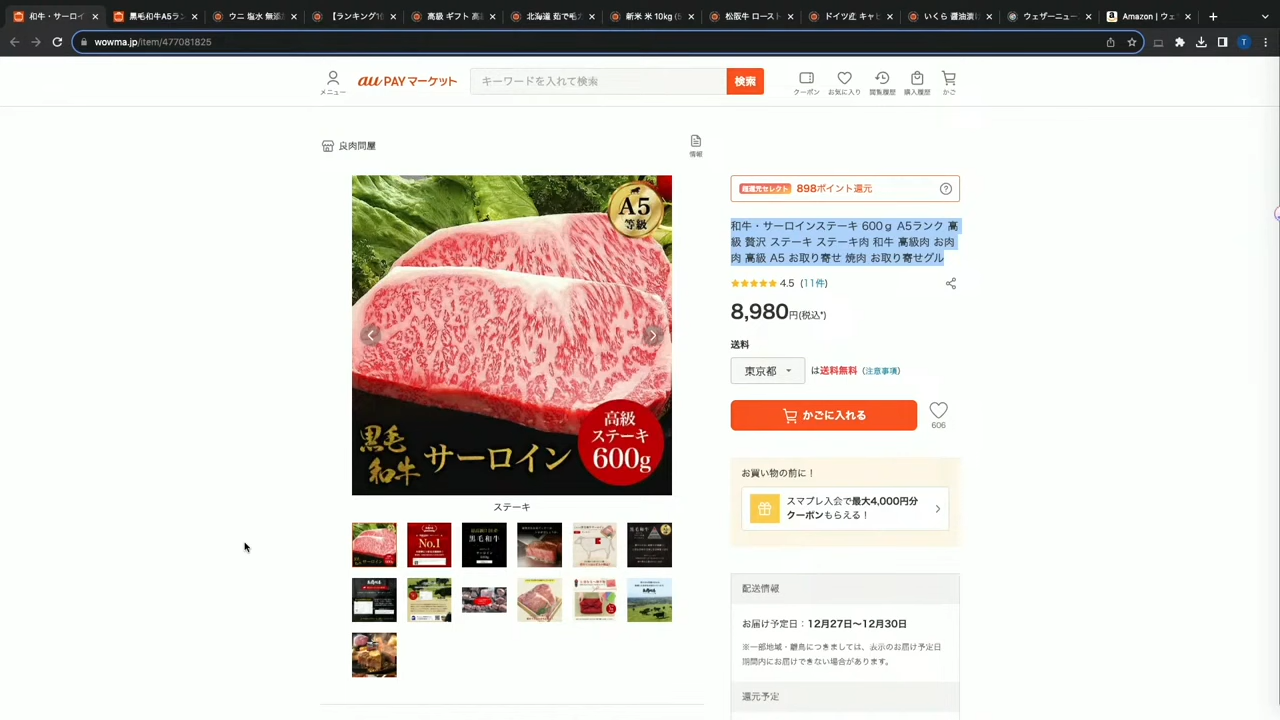 和牛・サーロイ
黒毛和牛A5ラン
ウニ 塩水 無添
【ランキング1位
高級 ギフト 高
北海道 茹で毛カ
新米 米 10kg (5
松阪牛 ロースト
ドイツ産 キャビ
いくら 醤油漬(
ウェザーニュー
Amazon | ウェ
wowma.jp/item/477081825
T
メニュー
au PAY マーケット
キーワードを入れて検索
検索
クーポン
お気に入り
閲覧履歴
購入履歴
かご
良肉問屋
情報
超還元セレクト 898ポイント還元
和牛・サーロインステーキ 600ｇ A5ランク 高
級 贅沢 ステーキ ステーキ肉 和牛 高級肉 お肉
肉 高級 A5 お取り寄せ 焼肉 お取り寄せグル
4.5 (11件)
8,980円(税込*)
送料
東京都
は送料無料 (注意事項)
かごに入れる
606
お買い物の前に！
スマプレ入会で最大4,000円分
クーポンもらえる！
配送情報
お届け予定日：12月27日〜12月30日
※一部地域・離島につきましては、表示のお届け予定日
期間内にお届けできない場合があります。
還元予定
A5
等級
高級
ステーキ
600g
黒毛
和牛
サーロイン
ステーキ
No.1
黒毛和牛